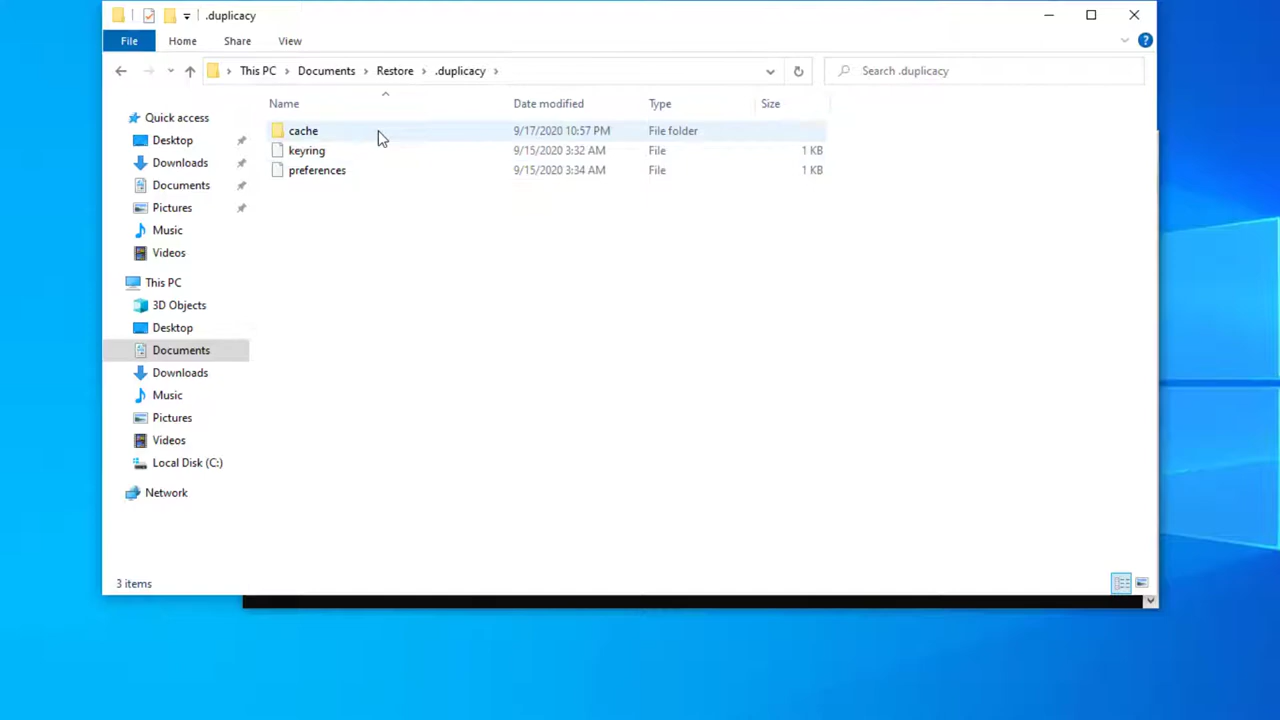 .duplicacy
File Home Share View
This PC Documents Restore .duplicacy Search .duplicacy
Name Date modified Type Size
cache 9/17/2020 10:57 PM File folder
keyring 9/15/2020 3:32 AM File 1 KB
preferences 9/15/2020 3:34 AM File 1 KB
Quick access
Desktop
Downloads
Documents
Pictures
Music
Videos
This PC
3D Objects
Desktop
Documents
Downloads
Music
Pictures
Videos
Local Disk (C:)
Network
3 items